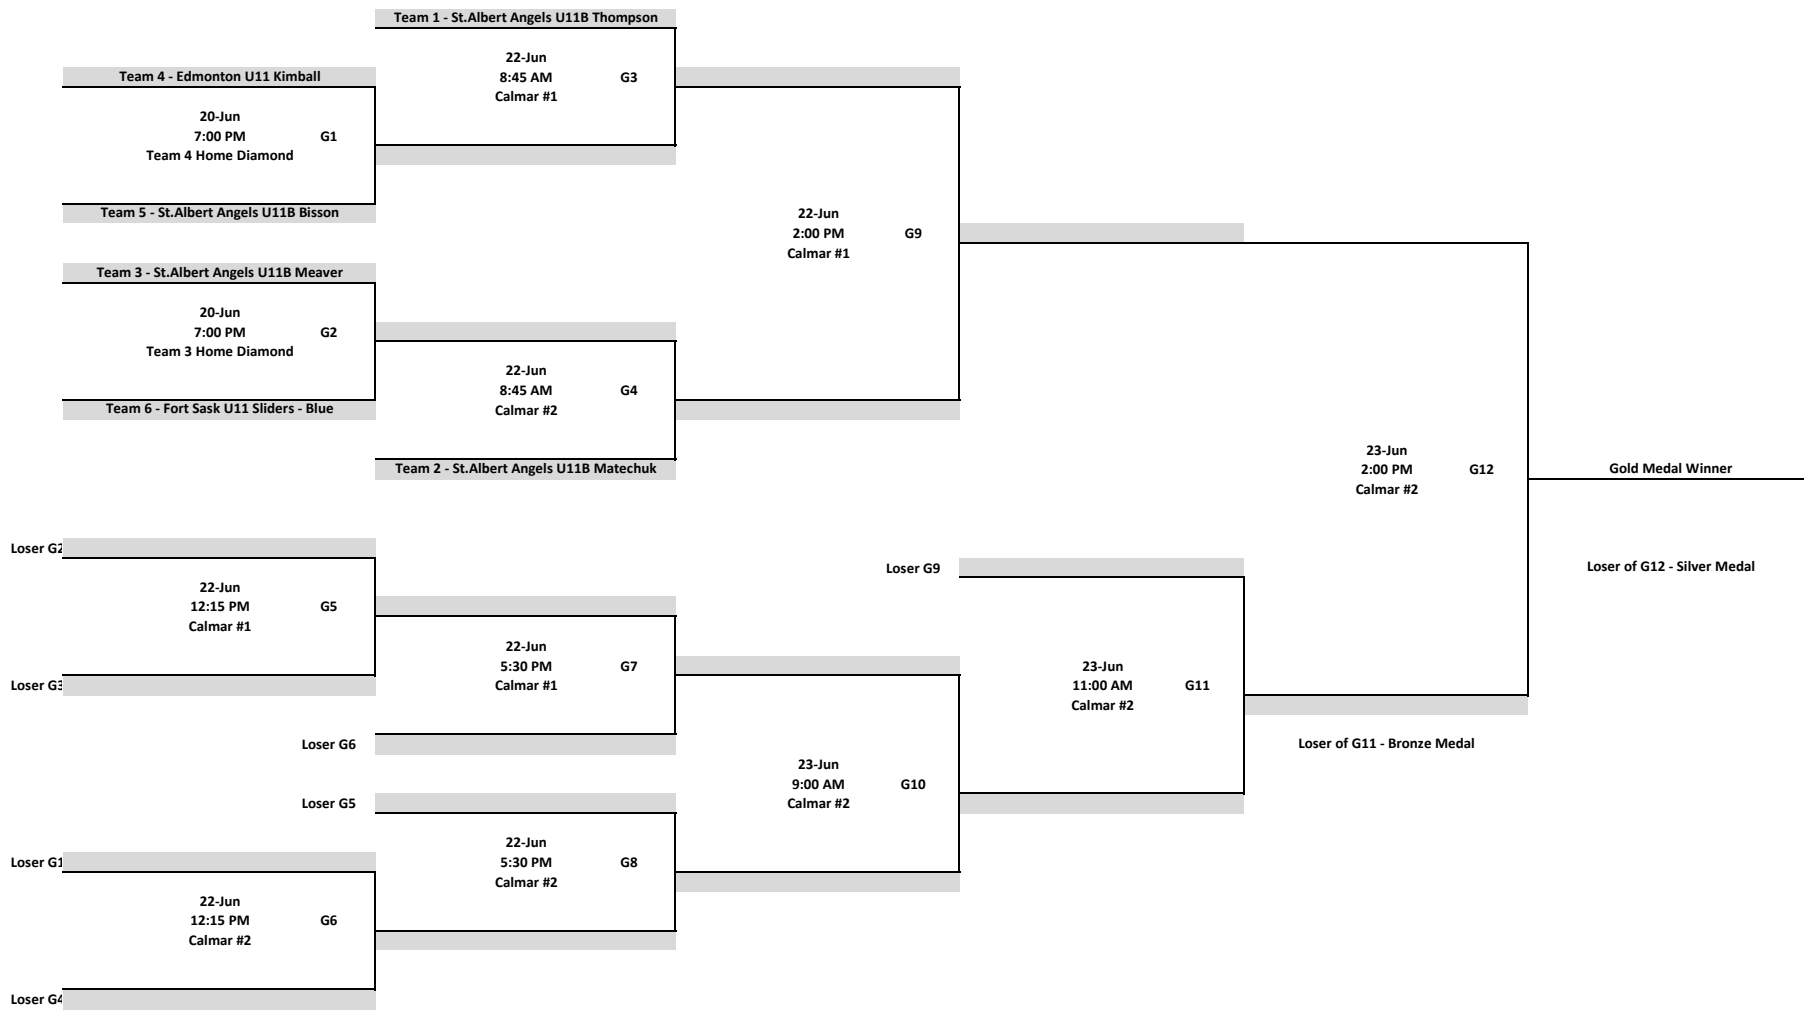 Team 1 - St.Albert Angels U11B Thompson
22-Jun
8:45 AM
G3
Calmar #1
Team 4 - Edmonton U11 Kimball
20-Jun
7:00 PM
G1
Team 4 Home Diamond
Team 5 - St.Albert Angels U11B Bisson
22-Jun
2:00 PM
G9
Calmar #1
Team 3 - St.Albert Angels U11B Meaver
20-Jun
7:00 PM
G2
Team 3 Home Diamond
Team 6 - Fort Sask U11 Sliders - Blue
22-Jun
8:45 AM
G4
Calmar #2
Team 2 - St.Albert Angels U11B Matechuk
23-Jun
2:00 PM
G12
Calmar #2
Gold Medal Winner
Loser of G12 - Silver Medal
Loser G2
22-Jun
12:15 PM
G5
Calmar #1
Loser G3
Loser G9
22-Jun
5:30 PM
G7
Calmar #1
Loser G6
23-Jun
11:00 AM
G11
Calmar #2
Loser of G11 - Bronze Medal
23-Jun
9:00 AM
G10
Calmar #2
Loser G5
22-Jun
5:30 PM
G8
Calmar #2
Loser G1
22-Jun
12:15 PM
G6
Calmar #2
Loser G4